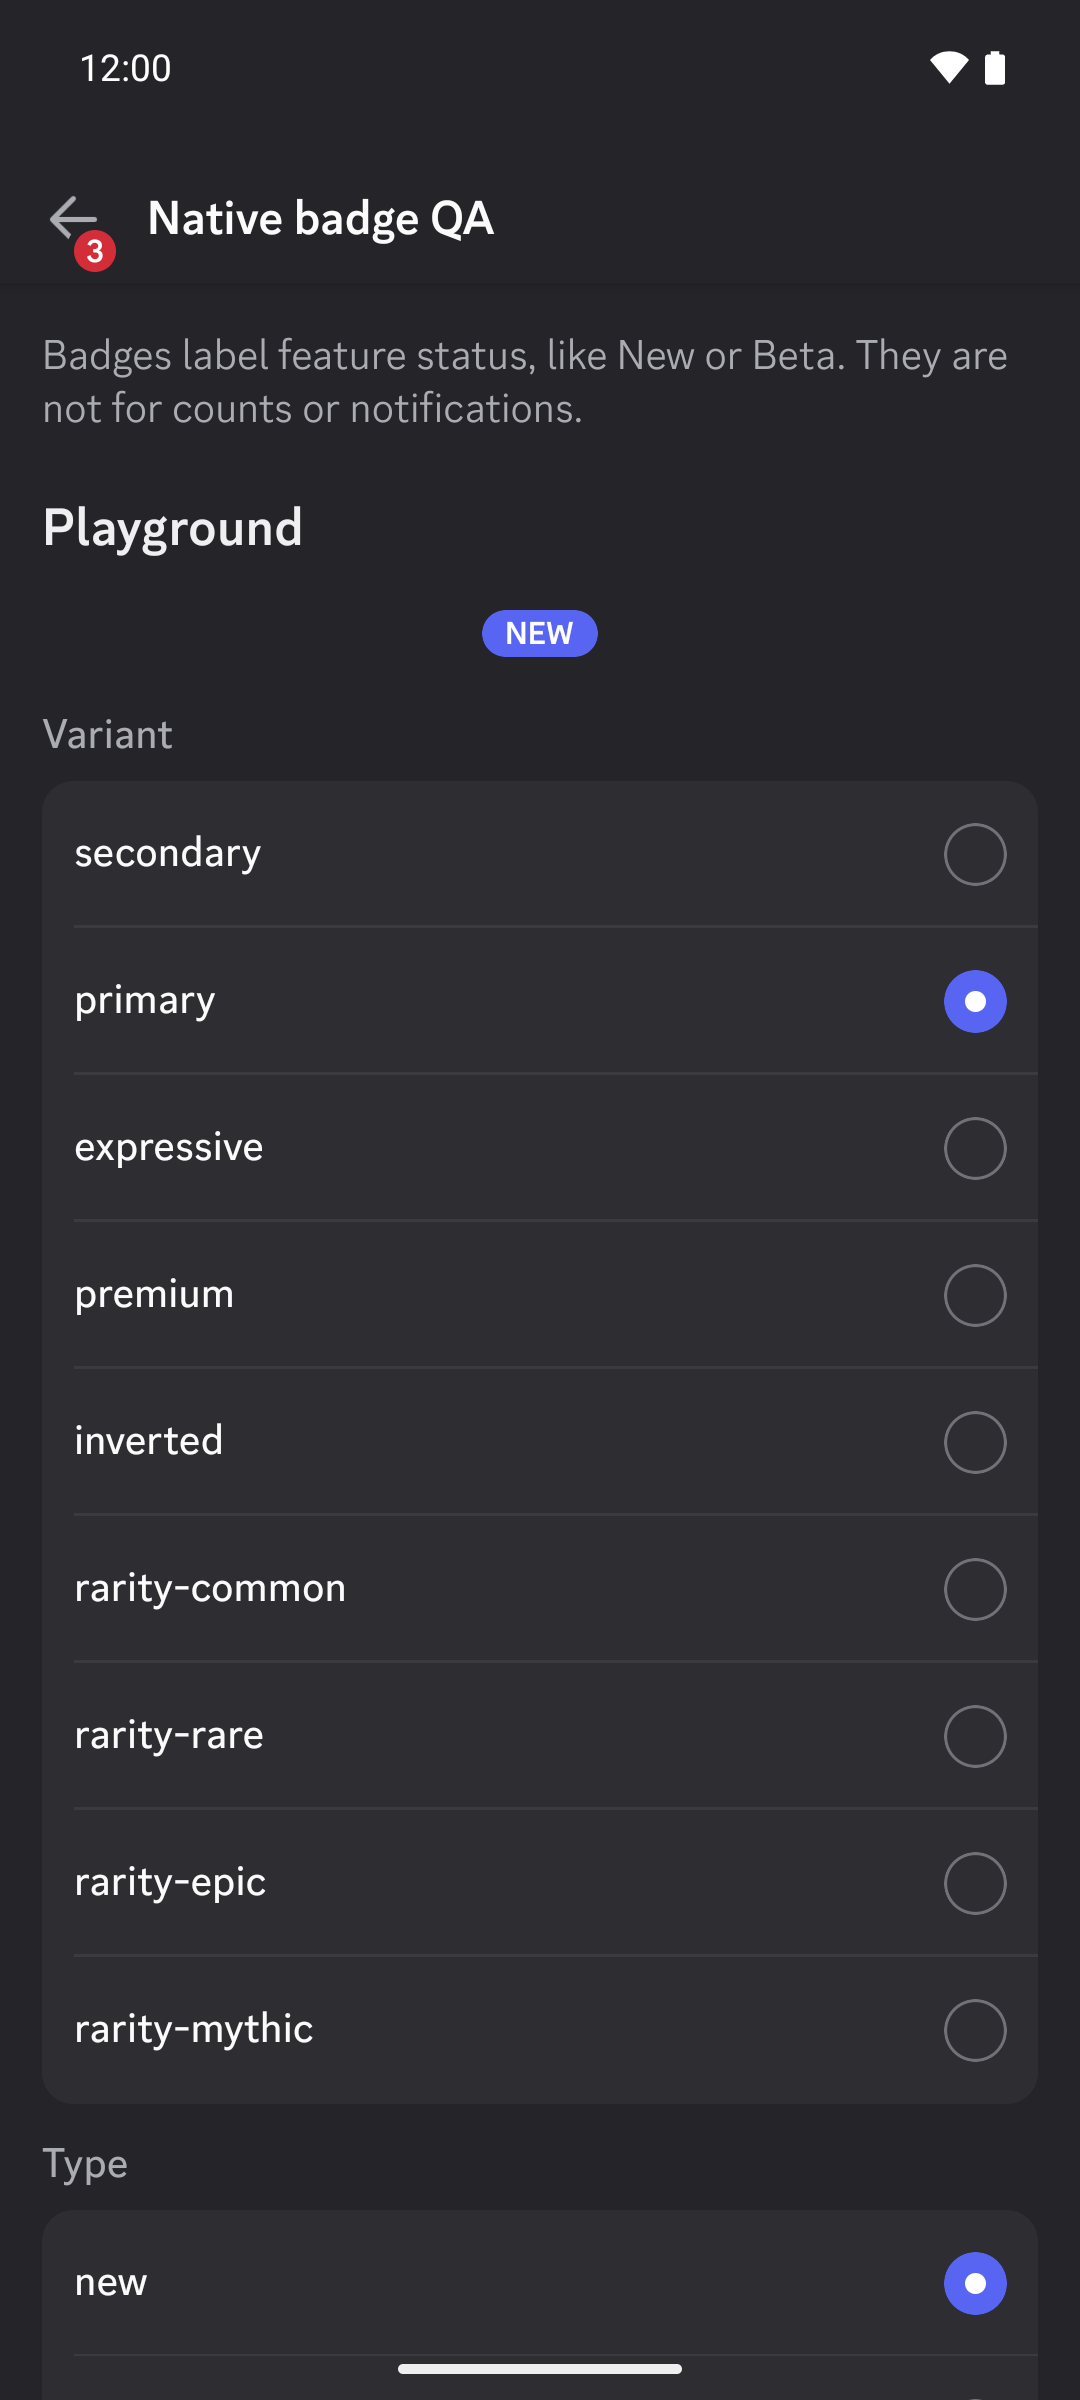 12:00
3
Native badge QA
Badges label feature status, like New or Beta. They are
not for counts or notifications.
Playground
NEW
Variant
secondary
primary
expressive
premium
inverted
rarity-common
rarity-rare
rarity-epic
rarity-mythic
Type
new